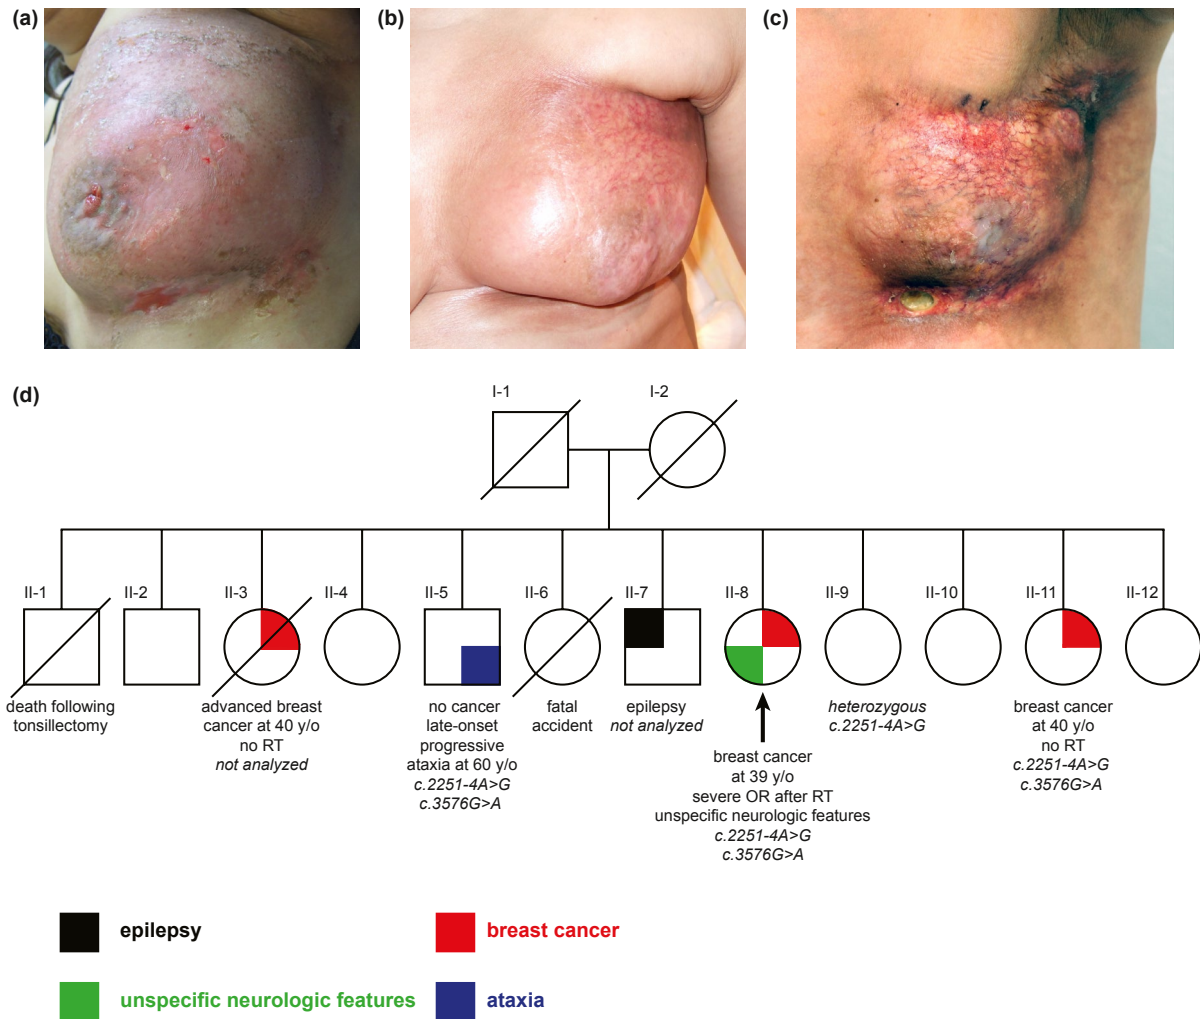 (a)
(b)
(c)
(d)
I-1
I-2
II-1
II-2
II-3
II-4
II-5
II-6
II-7
II-8
II-9
II-10
II-11
II-12
death following
tonsillectomy
advanced breast
cancer at 40 y/o
no RT
not analyzed
no cancer
late-onset
progressive
ataxia at 60 y/o
c.2251-4A>G
c.3576G>A
fatal
accident
epilepsy
not analyzed
breast cancer
at 39 y/o
severe OR after RT
unspecific neurologic features
c.2251-4A>G
c.3576G>A
heterozygous
c.2251-4A>G
breast cancer
at 40 y/o
no RT
c.2251-4A>G
c.3576G>A
epilepsy
breast cancer
unspecific neurologic features
ataxia